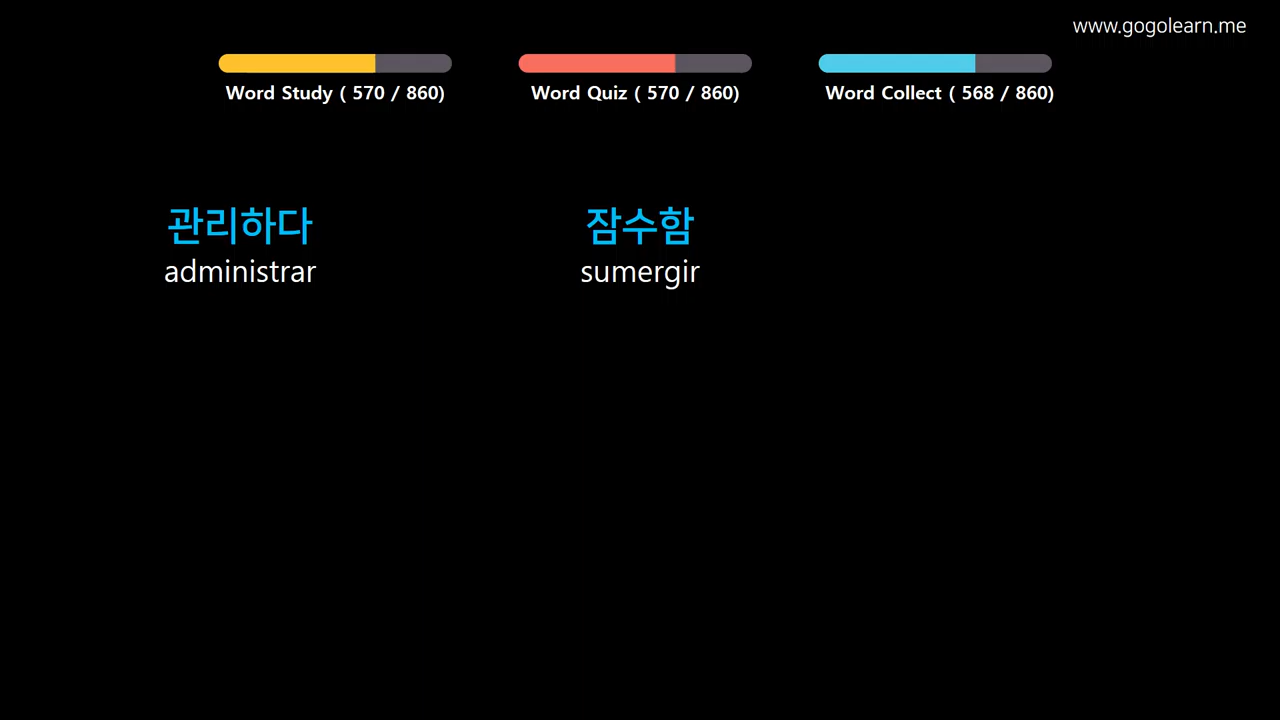 www.gogolearn.me
Word Study ( 570 / 860)
Word Quiz ( 570 / 860)
Word Collect ( 568 / 860)
관리하다
administrar
잠수함
sumergir